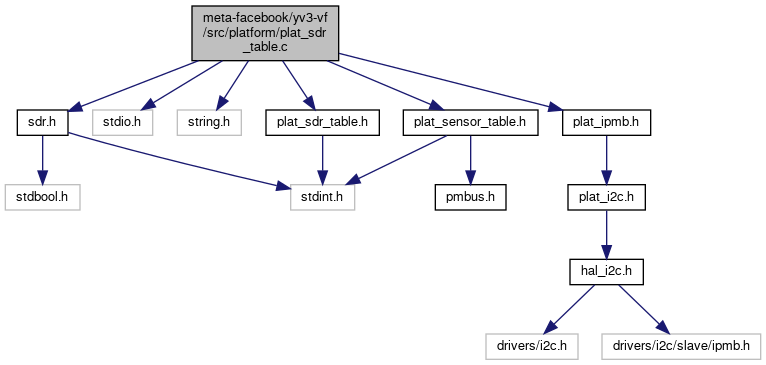 meta-facebook/yv3-vf
/src/platform/plat_sdr
_table.c
sdr.h
stdio.h
string.h
plat_sdr_table.h
plat_sensor_table.h
plat_ipmb.h
stdbool.h
stdint.h
pmbus.h
plat_i2c.h
hal_i2c.h
drivers/i2c.h
drivers/i2c/slave/ipmb.h